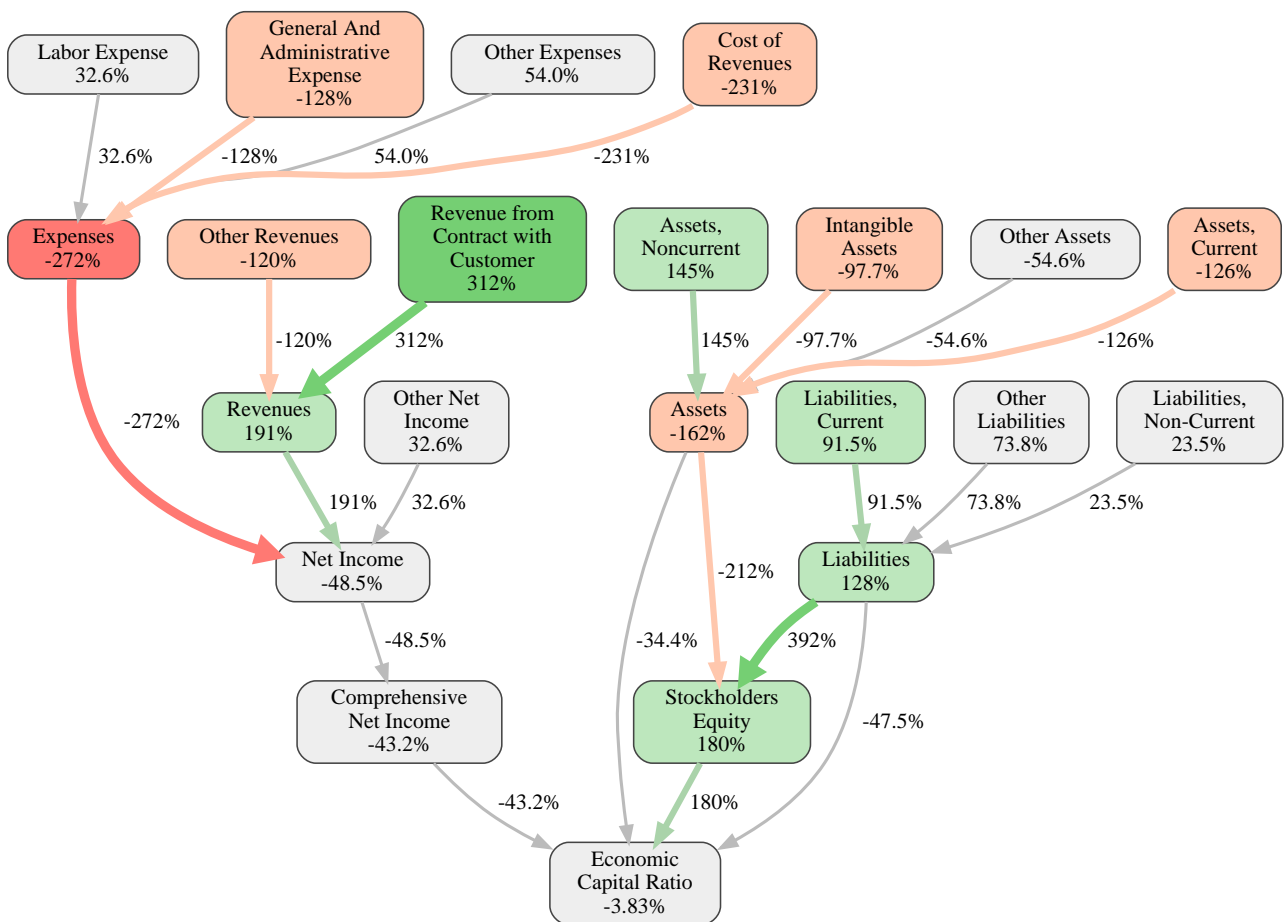 Labor Expense
32.6%
General And
Administrative
Expense
-128%
Other Expenses
54.0%
Cost of
Revenues
-231%
32.6%
-128%
54.0%
-231%
Expenses
-272%
Other Revenues
-120%
Revenue from
Contract with
Customer
312%
Assets,
Noncurrent
145%
Intangible
Assets
-97.7%
Other Assets
-54.6%
Assets,
Current
-126%
-120%
312%
145%
-97.7%
-54.6%
-126%
-272%
Revenues
191%
Other Net
Income
32.6%
Assets
-162%
Liabilities,
Current
91.5%
Other
Liabilities
73.8%
Liabilities,
Non-Current
23.5%
191%
32.6%
91.5%
73.8%
23.5%
Net Income
-48.5%
-212%
Liabilities
128%
-48.5%
-34.4%
392%
-47.5%
Comprehensive
Net Income
-43.2%
Stockholders
Equity
180%
-43.2%
180%
Economic
Capital Ratio
-3.83%